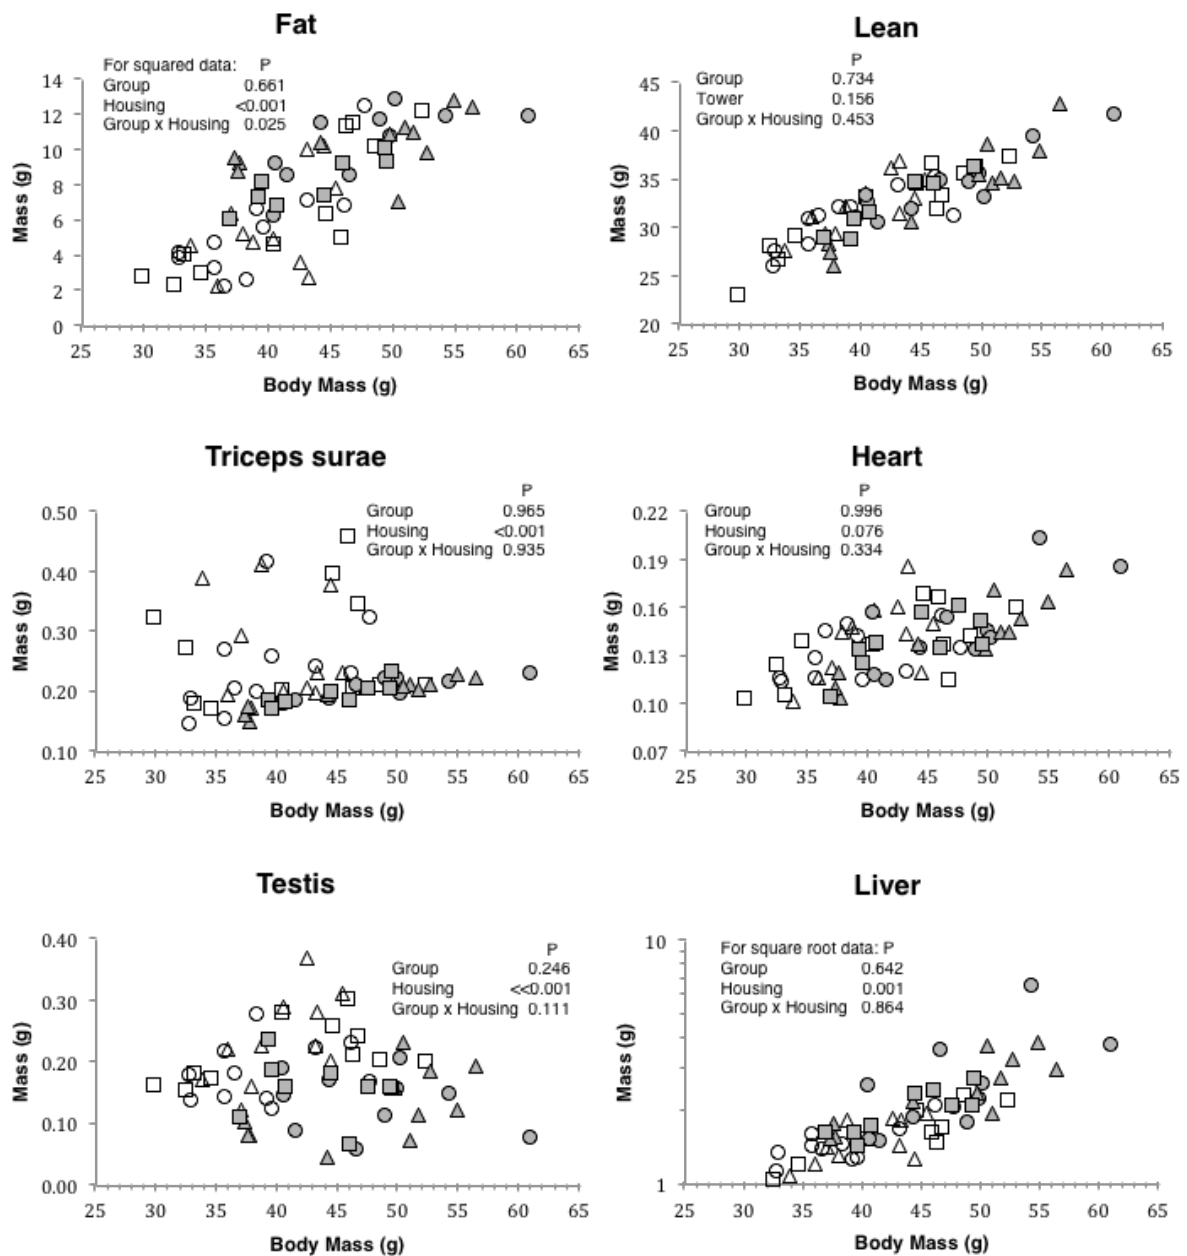 Fat
For squared data: P
Group 0.661
Housing <0.001
Group x Housing 0.025
14
12
10
8
6
4
2
0
Mass (g)
25 30 35 40 45 50 55 60 65
Body Mass (g)
Lean
P
Group 0.734
Tower 0.156
Group x Housing 0.453
45
40
35
30
25
20
Mass (g)
25 30 35 40 45 50 55 60 65
Body Mass (g)
Triceps surae
P
Group 0.965
Housing <0.001
Group x Housing 0.935
0.50
0.40
0.30
0.20
0.10
Mass (g)
25 30 35 40 45 50 55 60 65
Body Mass (g)
Heart
P
Group 0.996
Housing 0.076
Group x Housing 0.334
0.22
0.19
0.16
0.13
0.10
0.07
Mass (g)
25 30 35 40 45 50 55 60 65
Body Mass (g)
Testis
P
Group 0.246
Housing <<0.001
Group x Housing 0.111
0.40
0.30
0.20
0.10
0.00
Mass (g)
25 30 35 40 45 50 55 60 65
Body Mass (g)
Liver
For square root data: P
Group 0.642
Housing 0.001
Group x Housing 0.864
10
1
Mass (g)
25 30 35 40 45 50 55 60 65
Body Mass (g)